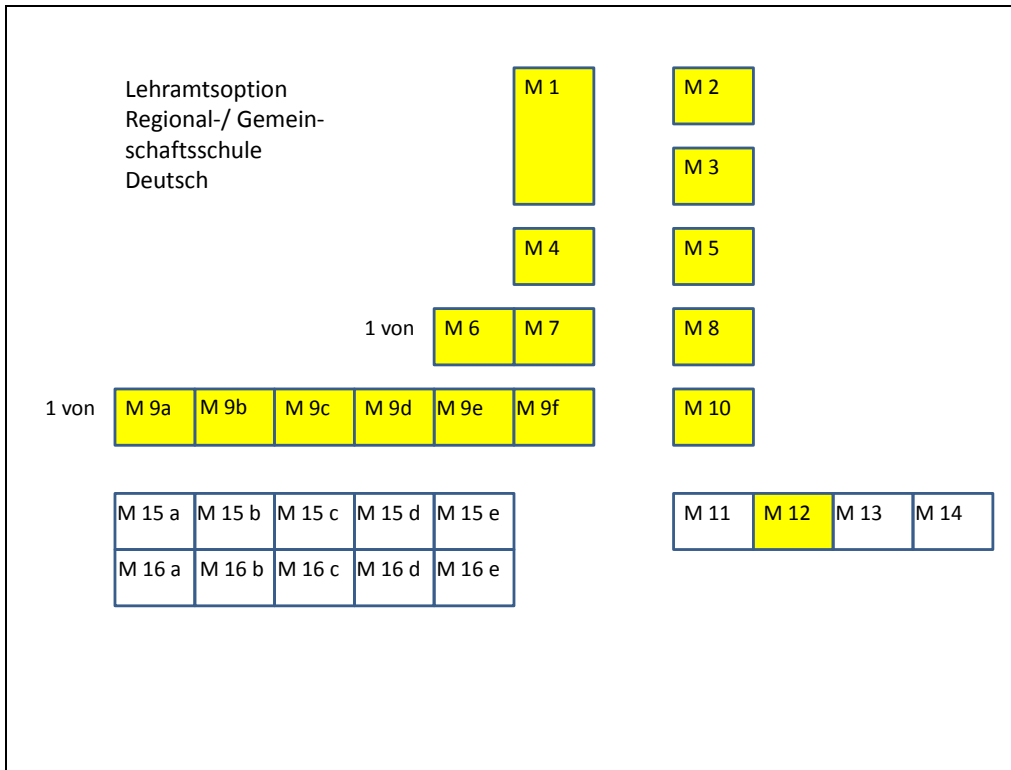 Lehramtsoption
Regional-/ Gemein-
schaftsschule
Deutsch
M 1
M 2
M 3
M 4
M 5
1 von
M 6
M 7
M 8
1 von
M 9a
M 9b
M 9c
M 9d
M 9e
M 9f
M 10
M 15 a
M 15 b
M 15 c
M 15 d
M 15 e
M 11
M 12
M 13
M 14
M 16 a
M 16 b
M 16 c
M 16 d
M 16 e